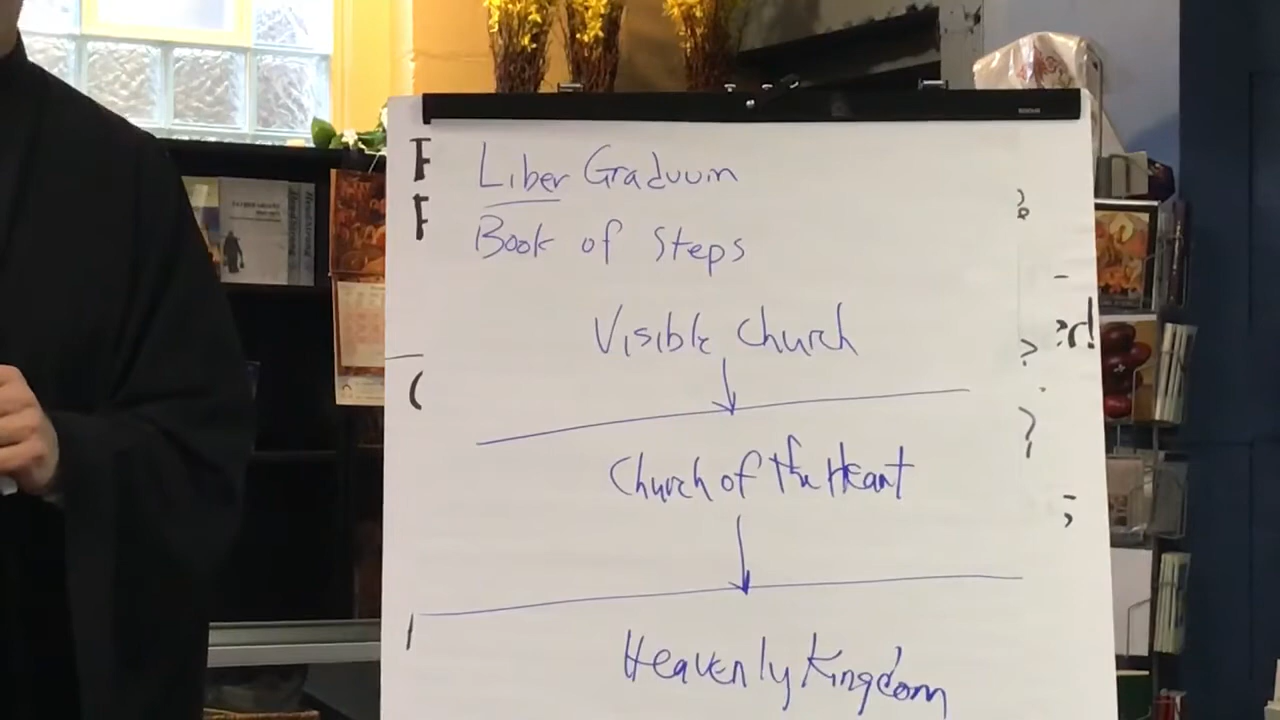 Liber Graduum
Book of Steps
Visible Church
Church of the Heart
Heavenly Kingdom